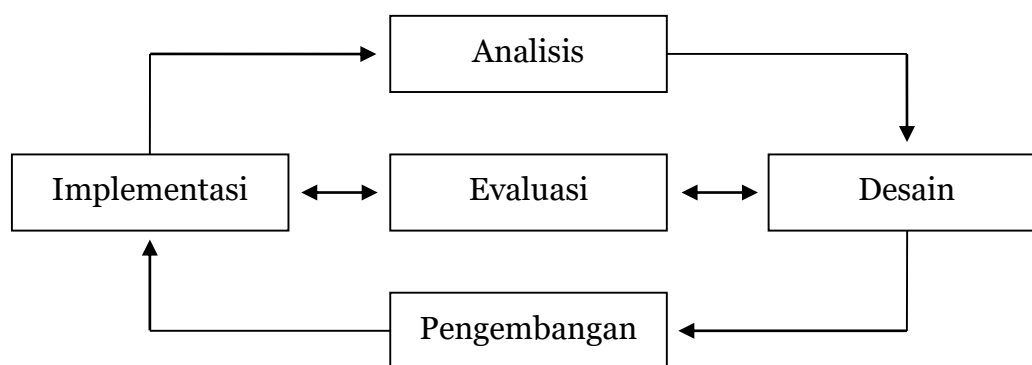 Analisis
Implementasi
Evaluasi
Desain
Pengembangan